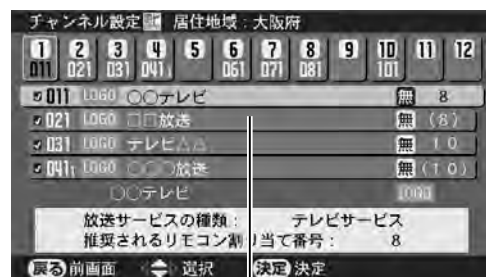 チャンネル設定 居住地域：大阪府
1 2 3 4 5 6 7 8 9 10 11 12
011 021 031 041₁ 061 071 081 101
011 LOGO ○○テレビ 無 8
021 LOGO □□放送 無 (8)
031 LOGO テレビ△△ 無 10
041₁ LOGO ○○○放送 無 (10)
○○テレビ LOGO
放送サービスの種類： テレビサービス
推奨されるリモコン割り当て番号： 8
戻る 前画面 選択 決定 決定